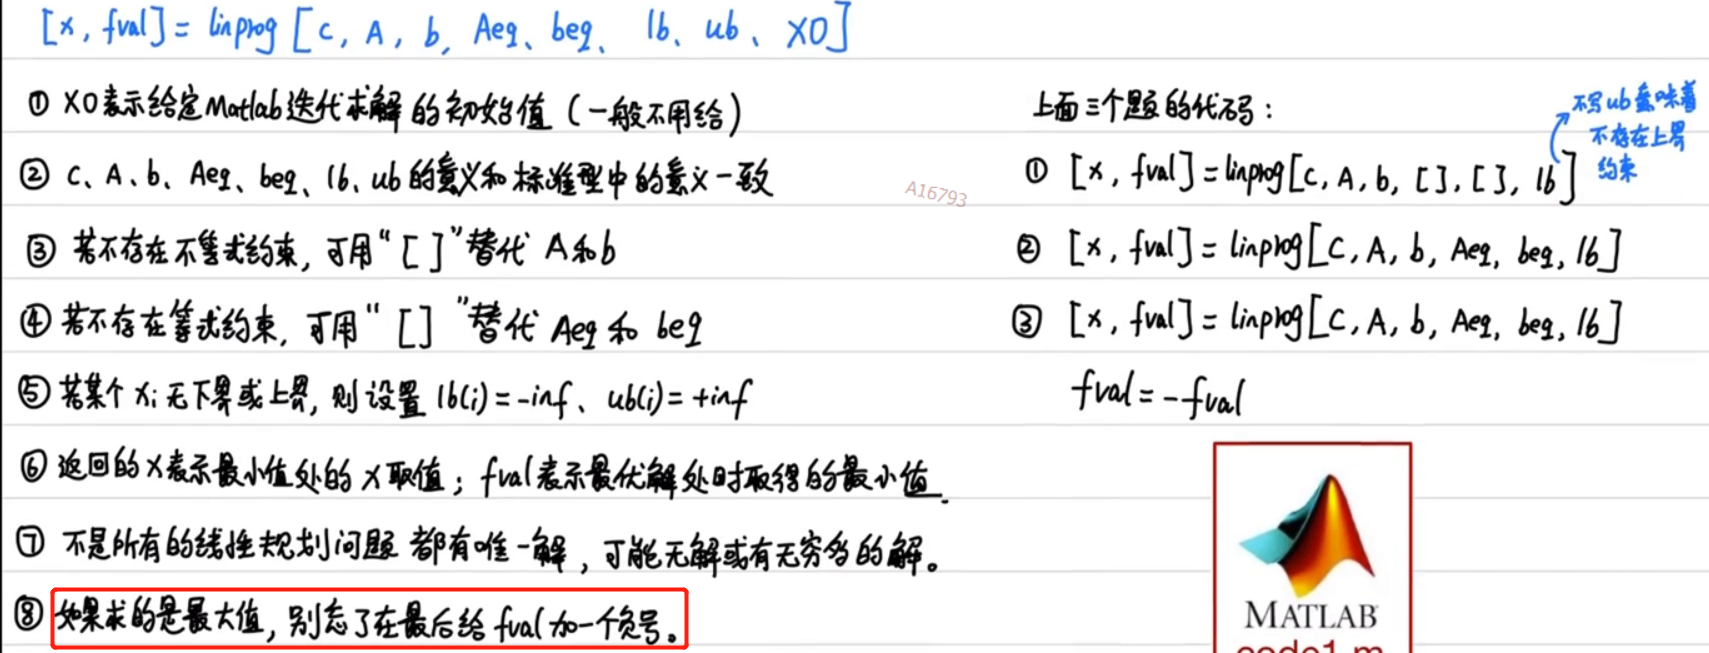 [x, fval] = linprog [c, A, b, Aeq、beq、lb、ub、X0]
① X0表示给定Matlab迭代求解的初始值（一般不用给）
② c、A、b、Aeq、beq、lb、ub的意义和标准型中的意义一致
③ 若不存在不等式约束, 可用“[ ]”替代 A和b
④ 若不存在等式约束, 可用“[]”替代 Aeq 和 beq
⑤ 若某个 xi 无下界或上界, 则设置 lb(i)=-inf、ub(i)=+inf
⑥ 返回的x表示最小值处的x取值；fval表示最优解处时取得的最小值.
⑦ 不是所有的线性规划问题都有唯一解，可能无解或有无穷多的解。
⑧ 如果求的是最大值, 别忘了在最后给 fval加一个负号。
A16793
上面三个题的代码：
不写ub意味着
不存在上界
约束
① [x, fval] = linprog[c, A, b, [], [], lb]
② [x, fval] = linprog[C, A, b, Aeq, beq, lb]
③ [x, fval] = linprog[C, A, b, Aeq, beq, lb]
fval = -fval
MATLAB
code1.m